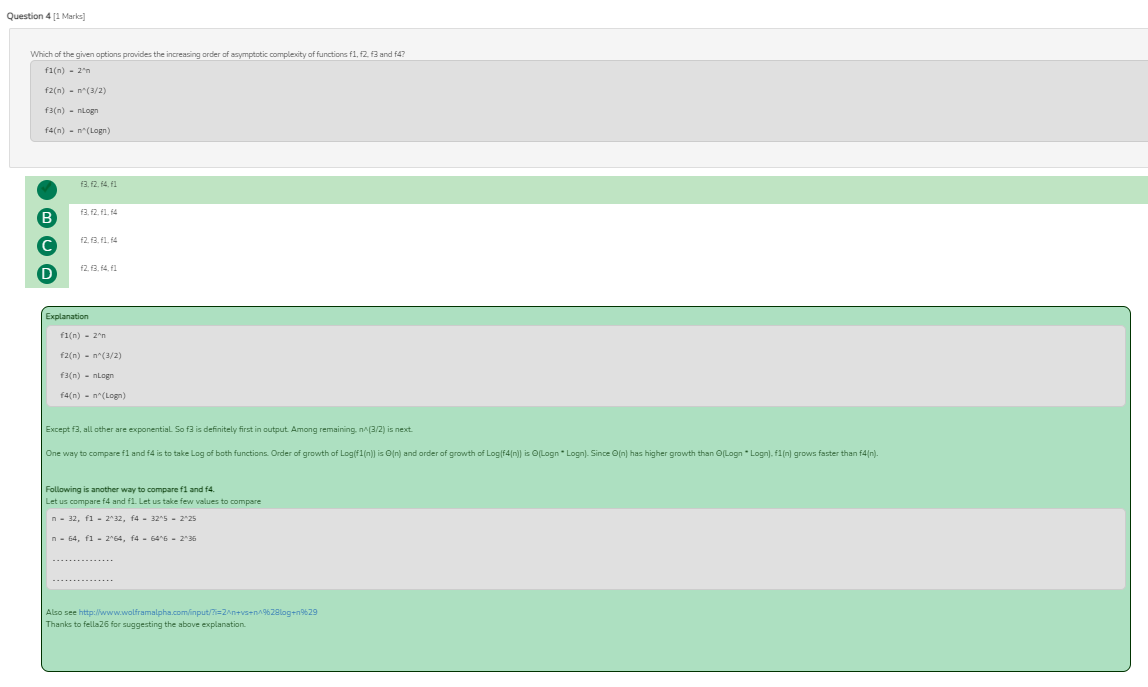 Question 4 [1 Marks]
Which of the given options provides the increasing order of asymptotic complexity of functions f1, f2, f3 and f4?
f1(n) = 2^n
f2(n) = n^(3/2)
f3(n) = nLogn
f4(n) = n^(Logn)
f3, f2, f4, f1
B
f3, f2, f1, f4
C
f2, f3, f1, f4
D
f2, f3, f4, f1
Explanation
f1(n) = 2^n
f2(n) = n^(3/2)
f3(n) = nLogn
f4(n) = n^(Logn)
Except f3, all other are exponential. So f3 is definitely first in output. Among remaining, n^(3/2) is next.
One way to compare f1 and f4 is to take Log of both functions. Order of growth of Log(f1(n)) is Θ(n) and order of growth of Log(f4(n)) is Θ(Logn * Logn). Since Θ(n) has higher growth than Θ(Logn * Logn), f1(n) grows faster than f4(n).
Following is another way to compare f1 and f4.
Let us compare f4 and f1. Let us take few values to compare
n = 32, f1 = 2^32, f4 = 32^5 = 2^25
n = 64, f1 = 2^64, f4 = 64^6 = 2^36
...............
...............
Also see http://www.wolframalpha.com/input/?i=2^n+vs+n^%28log+n%29
Thanks to fella26 for suggesting the above explanation.